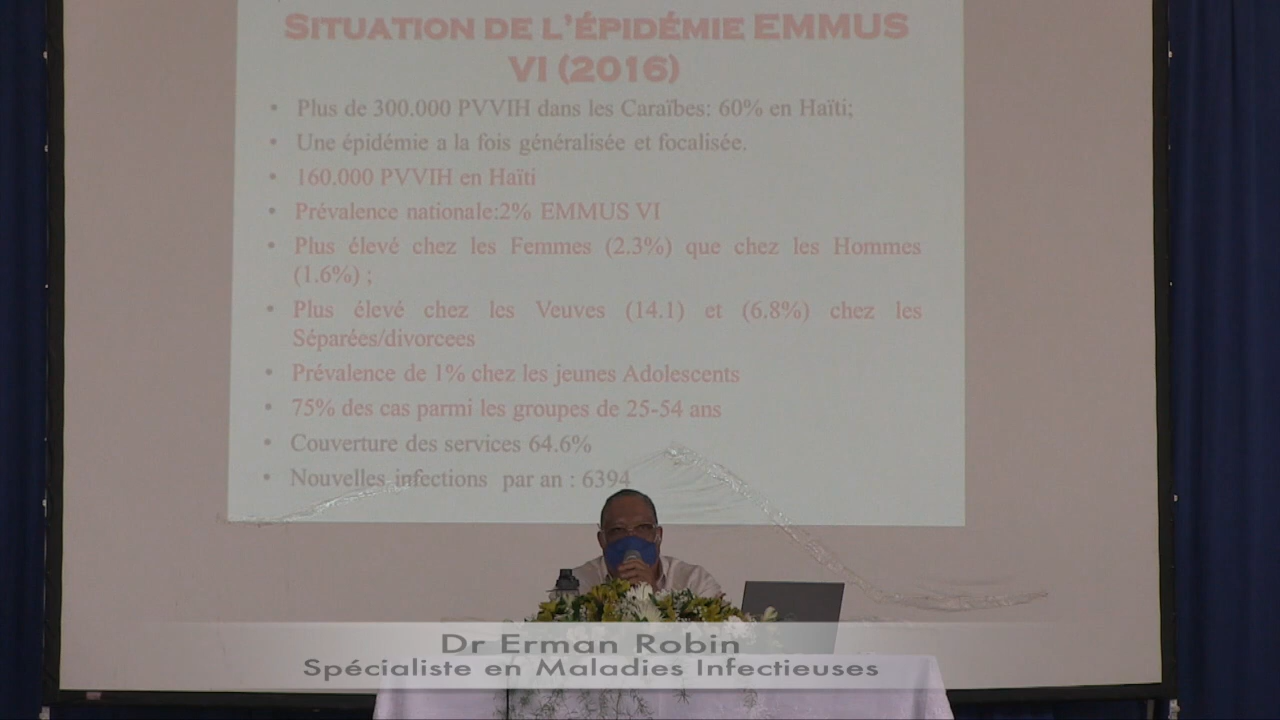 SITUATION DE L'ÉPIDÉMIE EMMUS
VI (2016)
• Plus de 300.000 PVVIH dans les Caraïbes: 60% en Haïti;
• Une épidémie a la fois généralisée et focalisée.
• 160.000 PVVIH en Haïti
• Prévalence nationale:2% EMMUS VI
• Plus élevé chez les Femmes (2.3%) que chez les Hommes
(1.6%) ;
• Plus élevé chez les Veuves (14.1) et (6.8%) chez les
Séparées/divorcees
• Prévalence de 1% chez les jeunes Adolescents
• 75% des cas parmi les groupes de 25-54 ans
• Couverture des services 64.6%
• Nouvelles infections par an : 6394
Dr Erman Robin
Spécialiste en Maladies Infectieuses